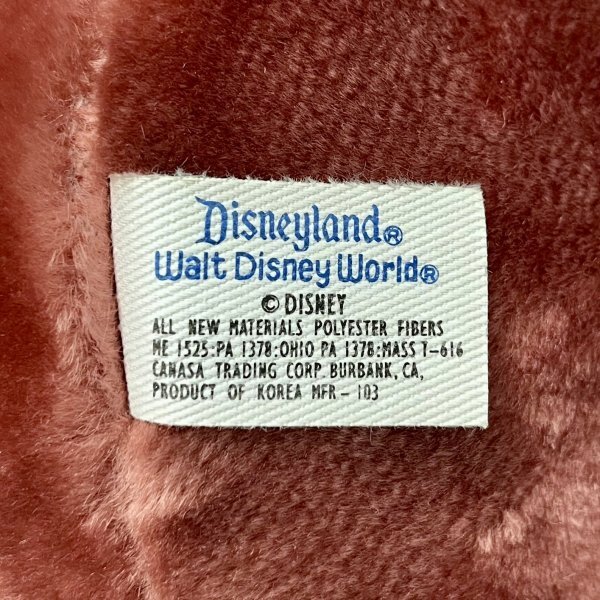 Disneyland®
Walt Disney World®
© DISNEY
ALL NEW MATERIALS POLYESTER FIBERS
ME 1525:PA 1378:OHIO PA 1378:MASS T-616
CANASA TRADING CORP. BURBANK, CA,
PRODUCT OF KOREA MFR-103